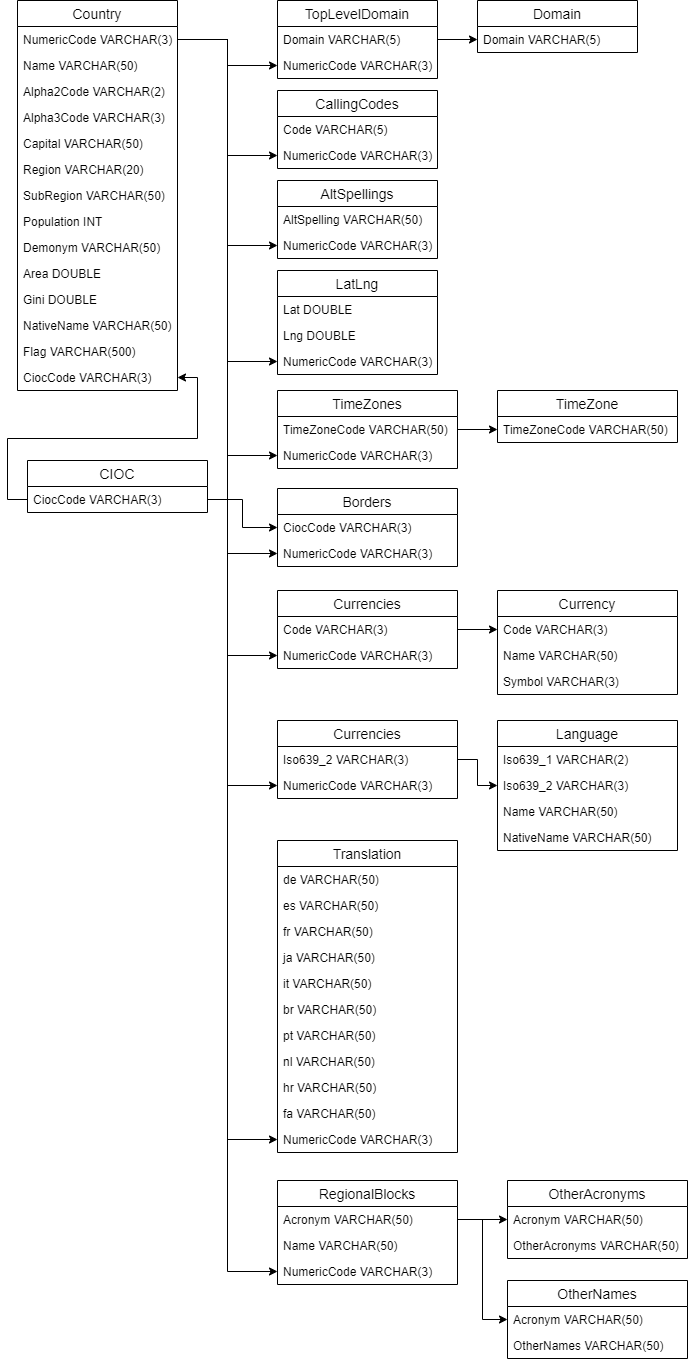 Country
NumericCode VARCHAR(3)
Name VARCHAR(50)
Alpha2Code VARCHAR(2)
Alpha3Code VARCHAR(3)
Capital VARCHAR(50)
Region VARCHAR(20)
SubRegion VARCHAR(50)
Population INT
Demonym VARCHAR(50)
Area DOUBLE
Gini DOUBLE
NativeName VARCHAR(50)
Flag VARCHAR(500)
CiocCode VARCHAR(3)
CIOC
CiocCode VARCHAR(3)
TopLevelDomain
Domain VARCHAR(5)
NumericCode VARCHAR(3)
Domain
Domain VARCHAR(5)
CallingCodes
Code VARCHAR(5)
NumericCode VARCHAR(3)
AltSpellings
AltSpelling VARCHAR(50)
NumericCode VARCHAR(3)
LatLng
Lat DOUBLE
Lng DOUBLE
NumericCode VARCHAR(3)
TimeZones
TimeZoneCode VARCHAR(50)
NumericCode VARCHAR(3)
TimeZone
TimeZoneCode VARCHAR(50)
Borders
CiocCode VARCHAR(3)
NumericCode VARCHAR(3)
Currencies
Code VARCHAR(3)
NumericCode VARCHAR(3)
Currency
Code VARCHAR(3)
Name VARCHAR(50)
Symbol VARCHAR(3)
Currencies
Iso639_2 VARCHAR(3)
NumericCode VARCHAR(3)
Language
Iso639_1 VARCHAR(2)
Iso639_2 VARCHAR(3)
Name VARCHAR(50)
NativeName VARCHAR(50)
Translation
de VARCHAR(50)
es VARCHAR(50)
fr VARCHAR(50)
ja VARCHAR(50)
it VARCHAR(50)
br VARCHAR(50)
pt VARCHAR(50)
nl VARCHAR(50)
hr VARCHAR(50)
fa VARCHAR(50)
NumericCode VARCHAR(3)
RegionalBlocks
Acronym VARCHAR(50)
Name VARCHAR(50)
NumericCode VARCHAR(3)
OtherAcronyms
Acronym VARCHAR(50)
OtherAcronyms VARCHAR(50)
OtherNames
Acronym VARCHAR(50)
OtherNames VARCHAR(50)